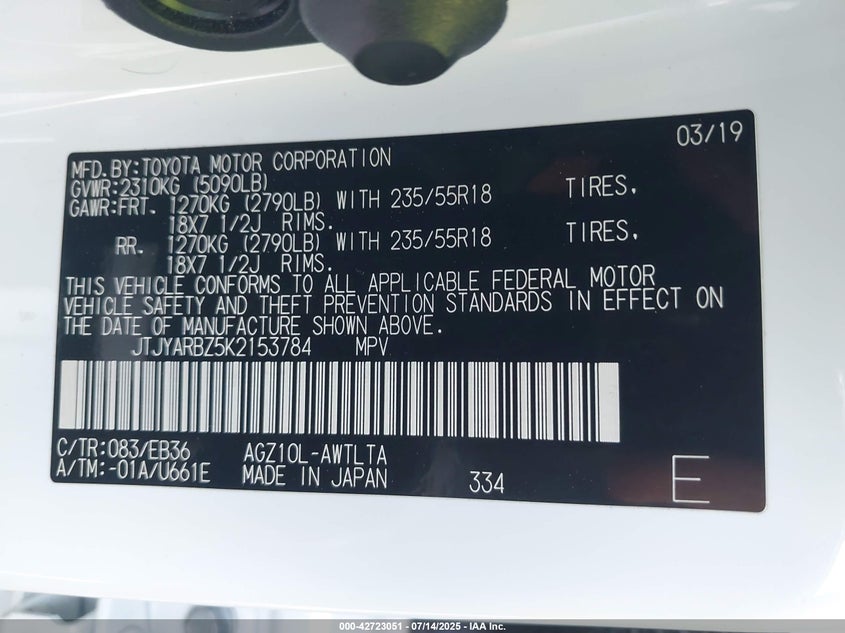 03/19
MFD.BY:TOYOTA MOTOR CORPORATION
GVWR:2310KG (5090LB)
GAWR:FRT. 1270KG (2790LB) WITH 235/55R18 TIRES,
18X7 1/2J RIMS.
RR. 1270KG (2790LB) WITH 235/55R18 TIRES,
18X7 1/2J RIMS.
THIS VEHICLE CONFORMS TO ALL APPLICABLE FEDERAL MOTOR
VEHICLE SAFETY AND THEFT PREVENTION STANDARDS IN EFFECT ON
THE DATE OF MANUFACTURE SHOWN ABOVE.
JTJYARBZ5K2153784 MPV
C/TR:083/EB36 AGZ10L-AWTLTA
A/TM:-01A/U661E MADE IN JAPAN 334 E
000-42723051 - 07/14/2025 - IAA Inc.